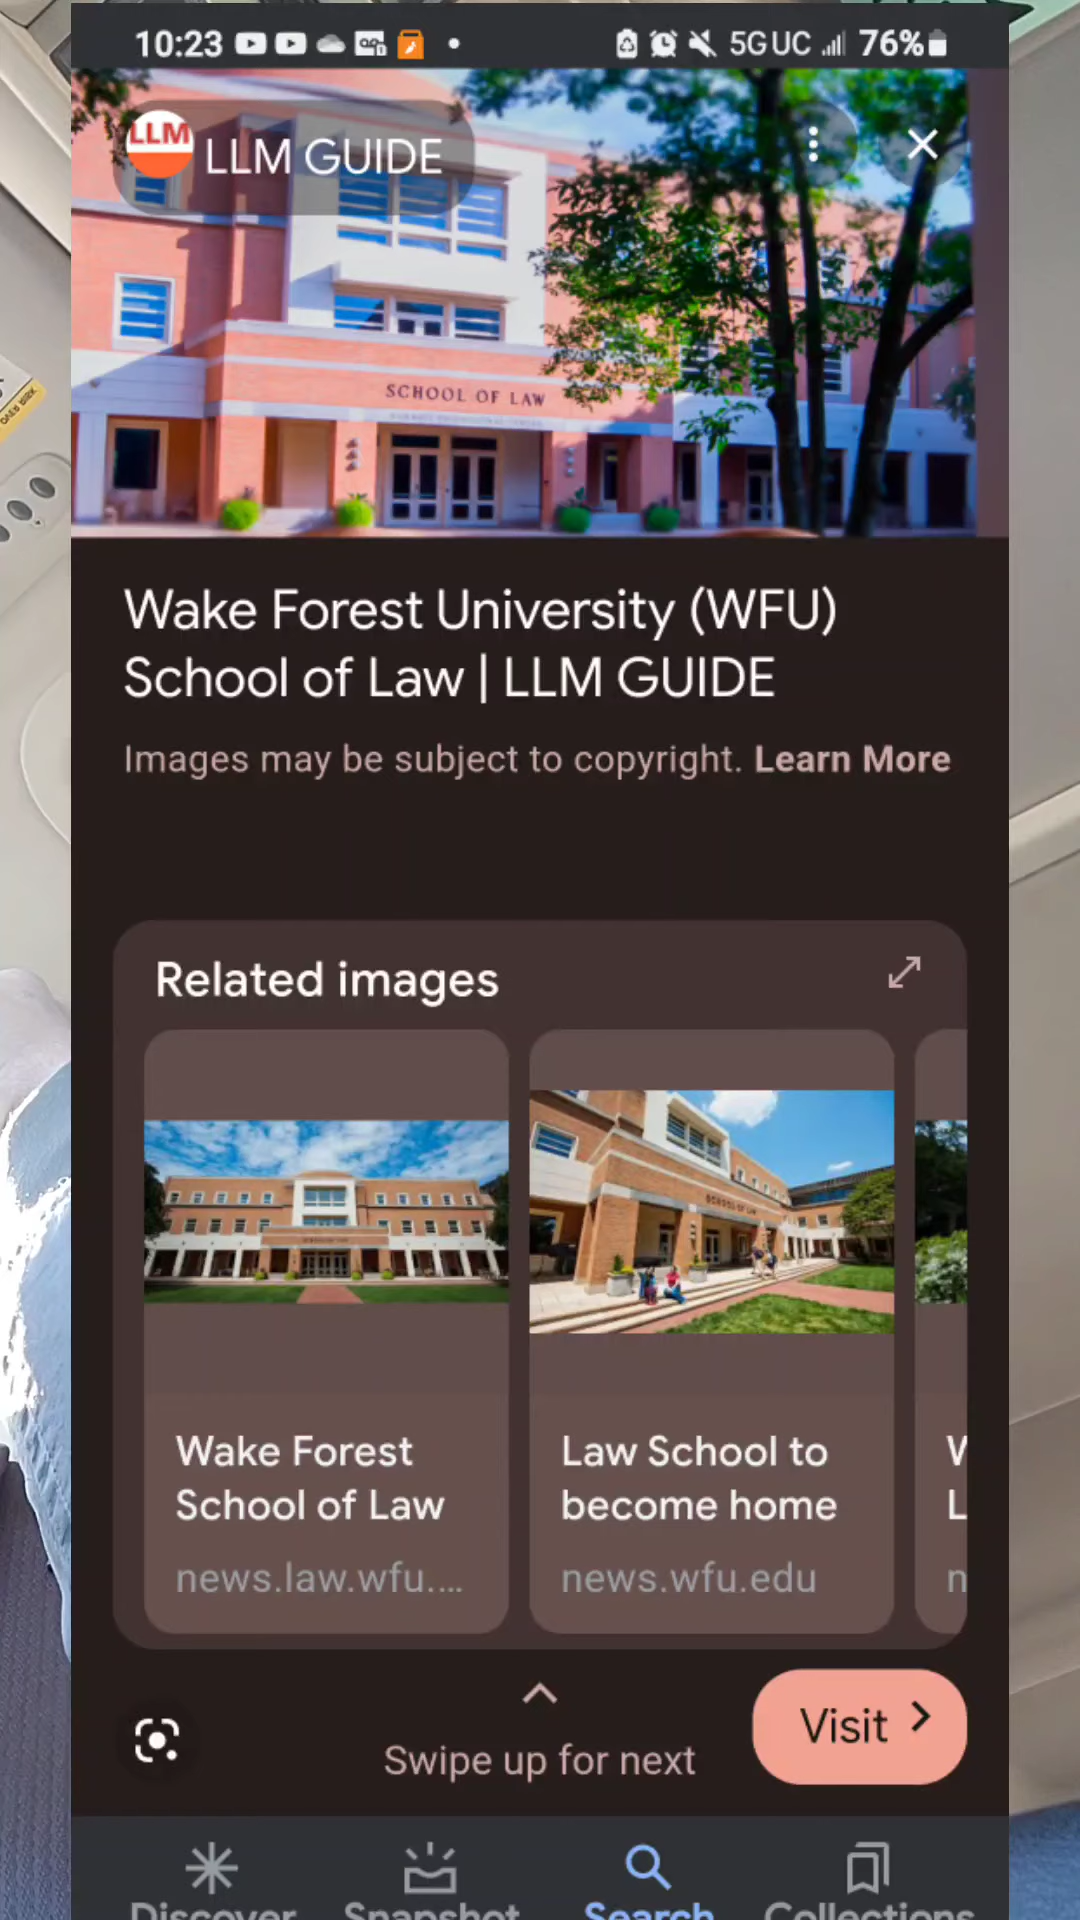 10:23
5G UC
76%
LLM
LLM GUIDE
SCHOOL OF LAW
Wake Forest University (WFU)
School of Law | LLM GUIDE
Images may be subject to copyright. Learn More
Related images
Wake Forest
School of Law
news.law.wfu....
Law School to
become home
news.wfu.edu
Swipe up for next
Visit
Discover
Snapshot
Search
Collections